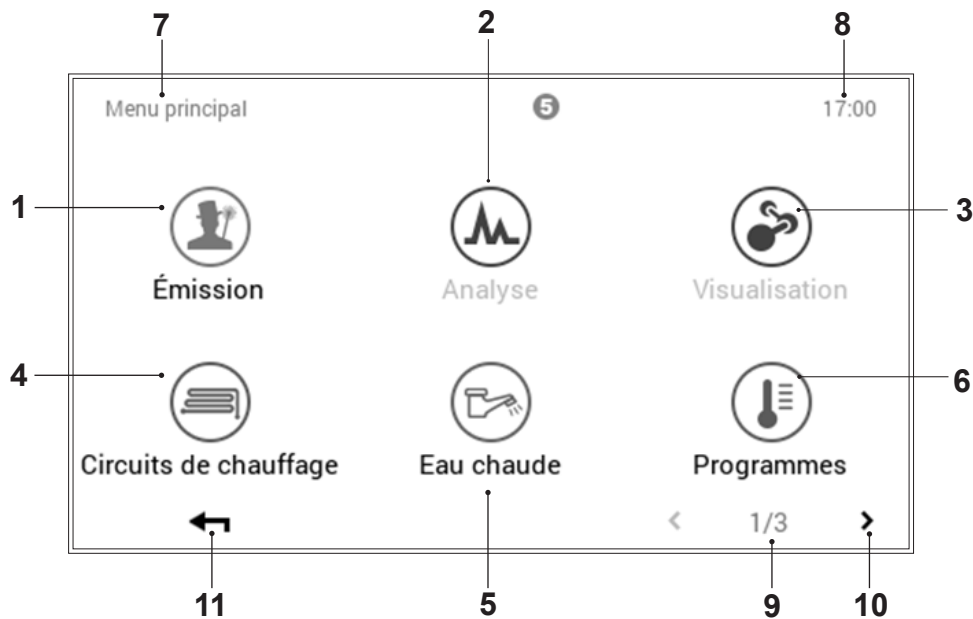 7 2 8
Menu principal 5 17:00
1 3
Émission Analyse Visualisation
4 6
Circuits de chauffage Eau chaude Programmes
< 1/3 >
11 5 9 10